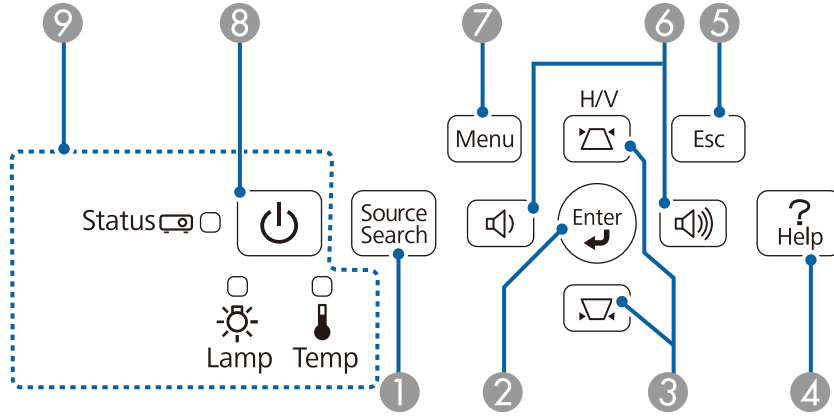 9
8
7
6
5
H/V
Menu
Esc
Status
Source
Search
Enter
?
Help
Lamp
Temp
1
2
3
4